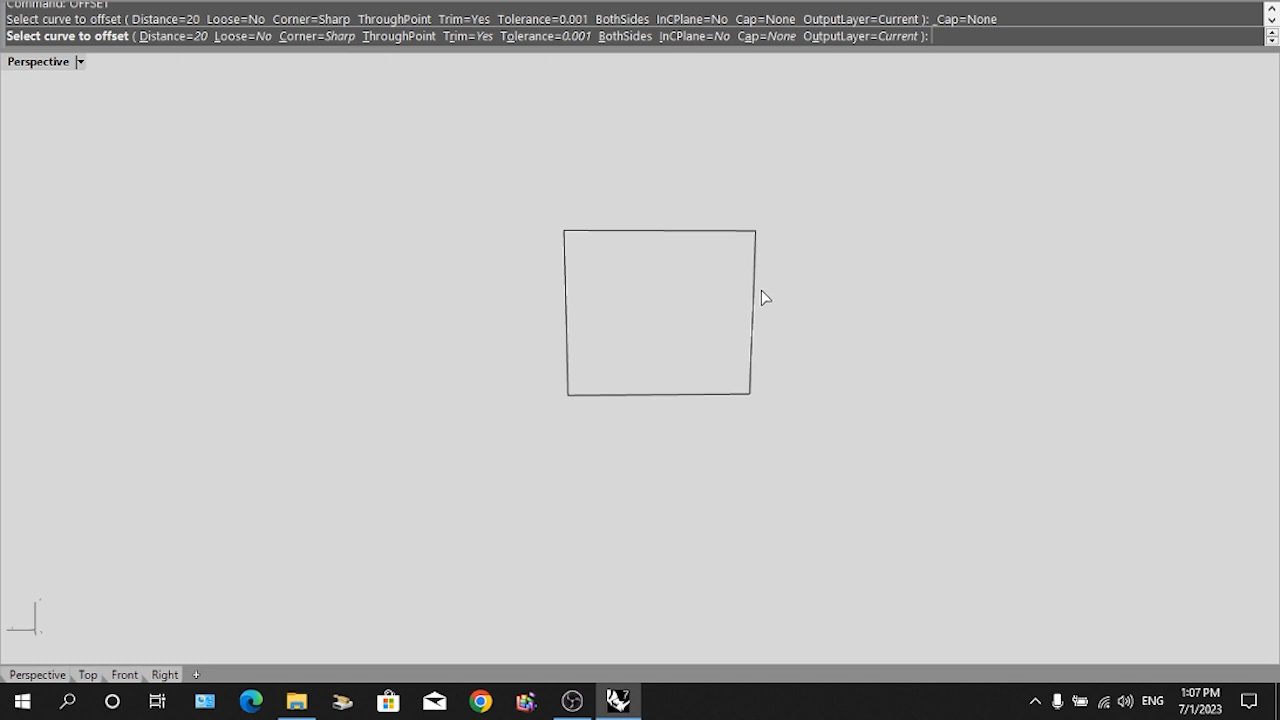 Command: OFFSET
Select curve to offset ( Distance=20 Loose=No Corner=Sharp ThroughPoint Trim=Yes Tolerance=0.001 BothSides InCPlane=No Cap=None OutputLayer=Current ): _Cap=None
Select curve to offset ( Distance=20 Loose=No Corner=Sharp ThroughPoint Trim=Yes Tolerance=0.001 BothSides InCPlane=No Cap=None OutputLayer=Current ):
Perspective
Perspective Top Front Right
7
ENG
1:07 PM
7/1/2023